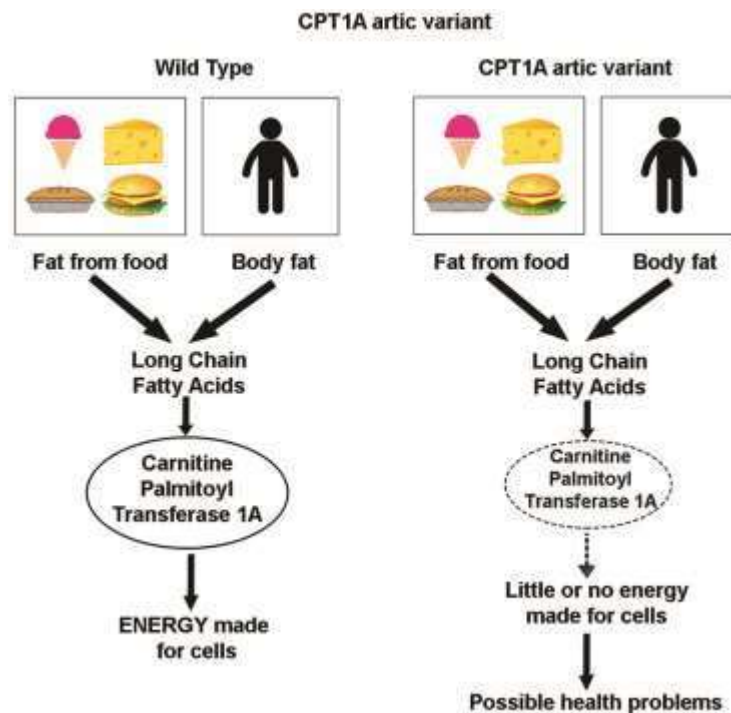 CPT1A artic variant
Wild Type
Fat from food
Body fat
Long Chain
Fatty Acids
Carnitine
Palmitoyl
Transferase 1A
ENERGY made
for cells
CPT1A artic variant
Fat from food
Body fat
Long Chain
Fatty Acids
Carnitine
Palmitoyl
Transferase 1A
Little or no energy
made for cells
Possible health problems